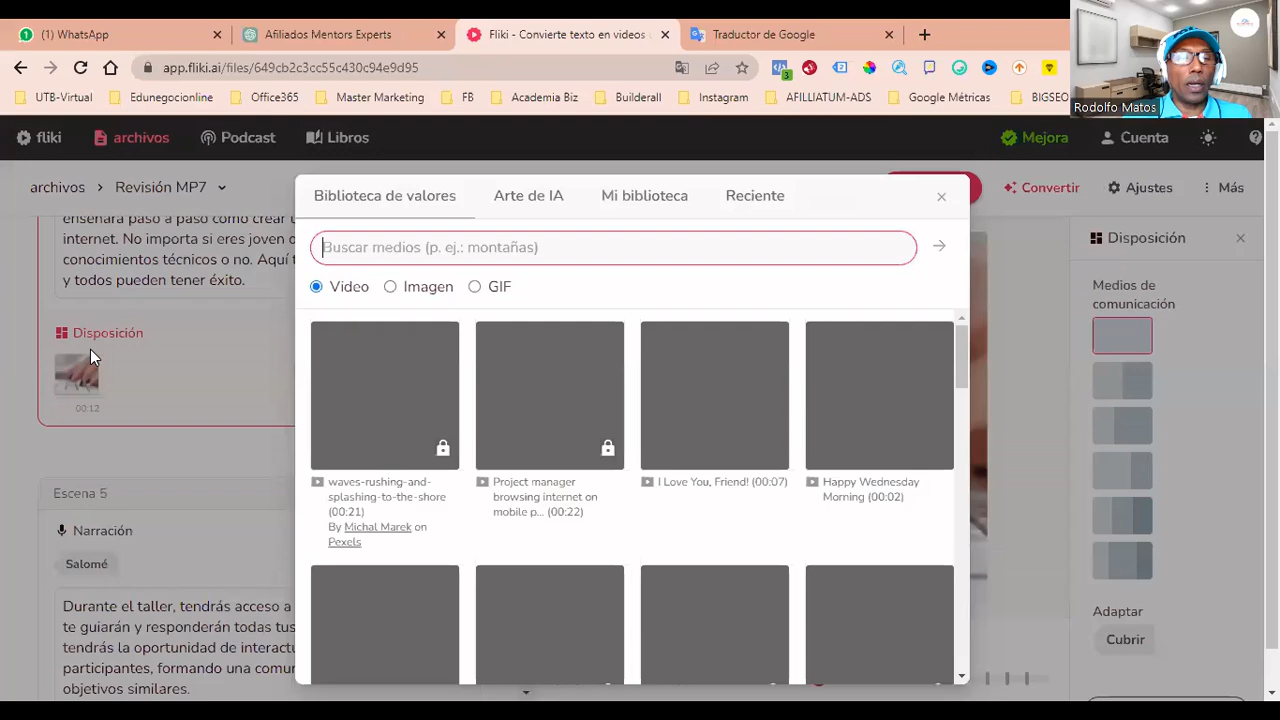 (1) WhatsApp
Afiliados Mentors Experts
Fliki - Convierte texto en videos
Traductor de Google
app.fliki.ai/files/649cb2c3cc55c430c94e9d95
3
Rodolfo Matos
UTB-Virtual
Edunegocionline
Office365
Master Marketing
FB
Academia Biz
Builderall
Instagram
AFILLIATUM-ADS
Google Métricas
BIGSEO
fliki
archivos
Podcast
Libros
Mejora
Cuenta
archivos > Revisión MP7
Convertir
Ajustes
Más
Biblioteca de valores
Arte de IA
Mi biblioteca
Reciente
Buscar medios (p. ej.: montañas)
Video
Imagen
GIF
enseñará paso a paso cómo crear
internet. No importa si eres joven o
conocimientos técnicos o no. Aquí t
y todos pueden tener éxito.
Disposición
00:12
Escena 5
Narración
Salomé
Durante el taller, tendrás acceso a
te guiarán y responderán todas tus
tendrás la oportunidad de interactu
participantes, formando una comu
objetivos similares.
waves-rushing-and-
splashing-to-the-shore
(00:21)
By Michal Marek on
Pexels
Project manager
browsing internet on
mobile p... (00:22)
I Love You, Friend! (00:07)
Happy Wednesday
Morning (00:02)
Disposición
Medios de
comunicación
Adaptar
Cubrir